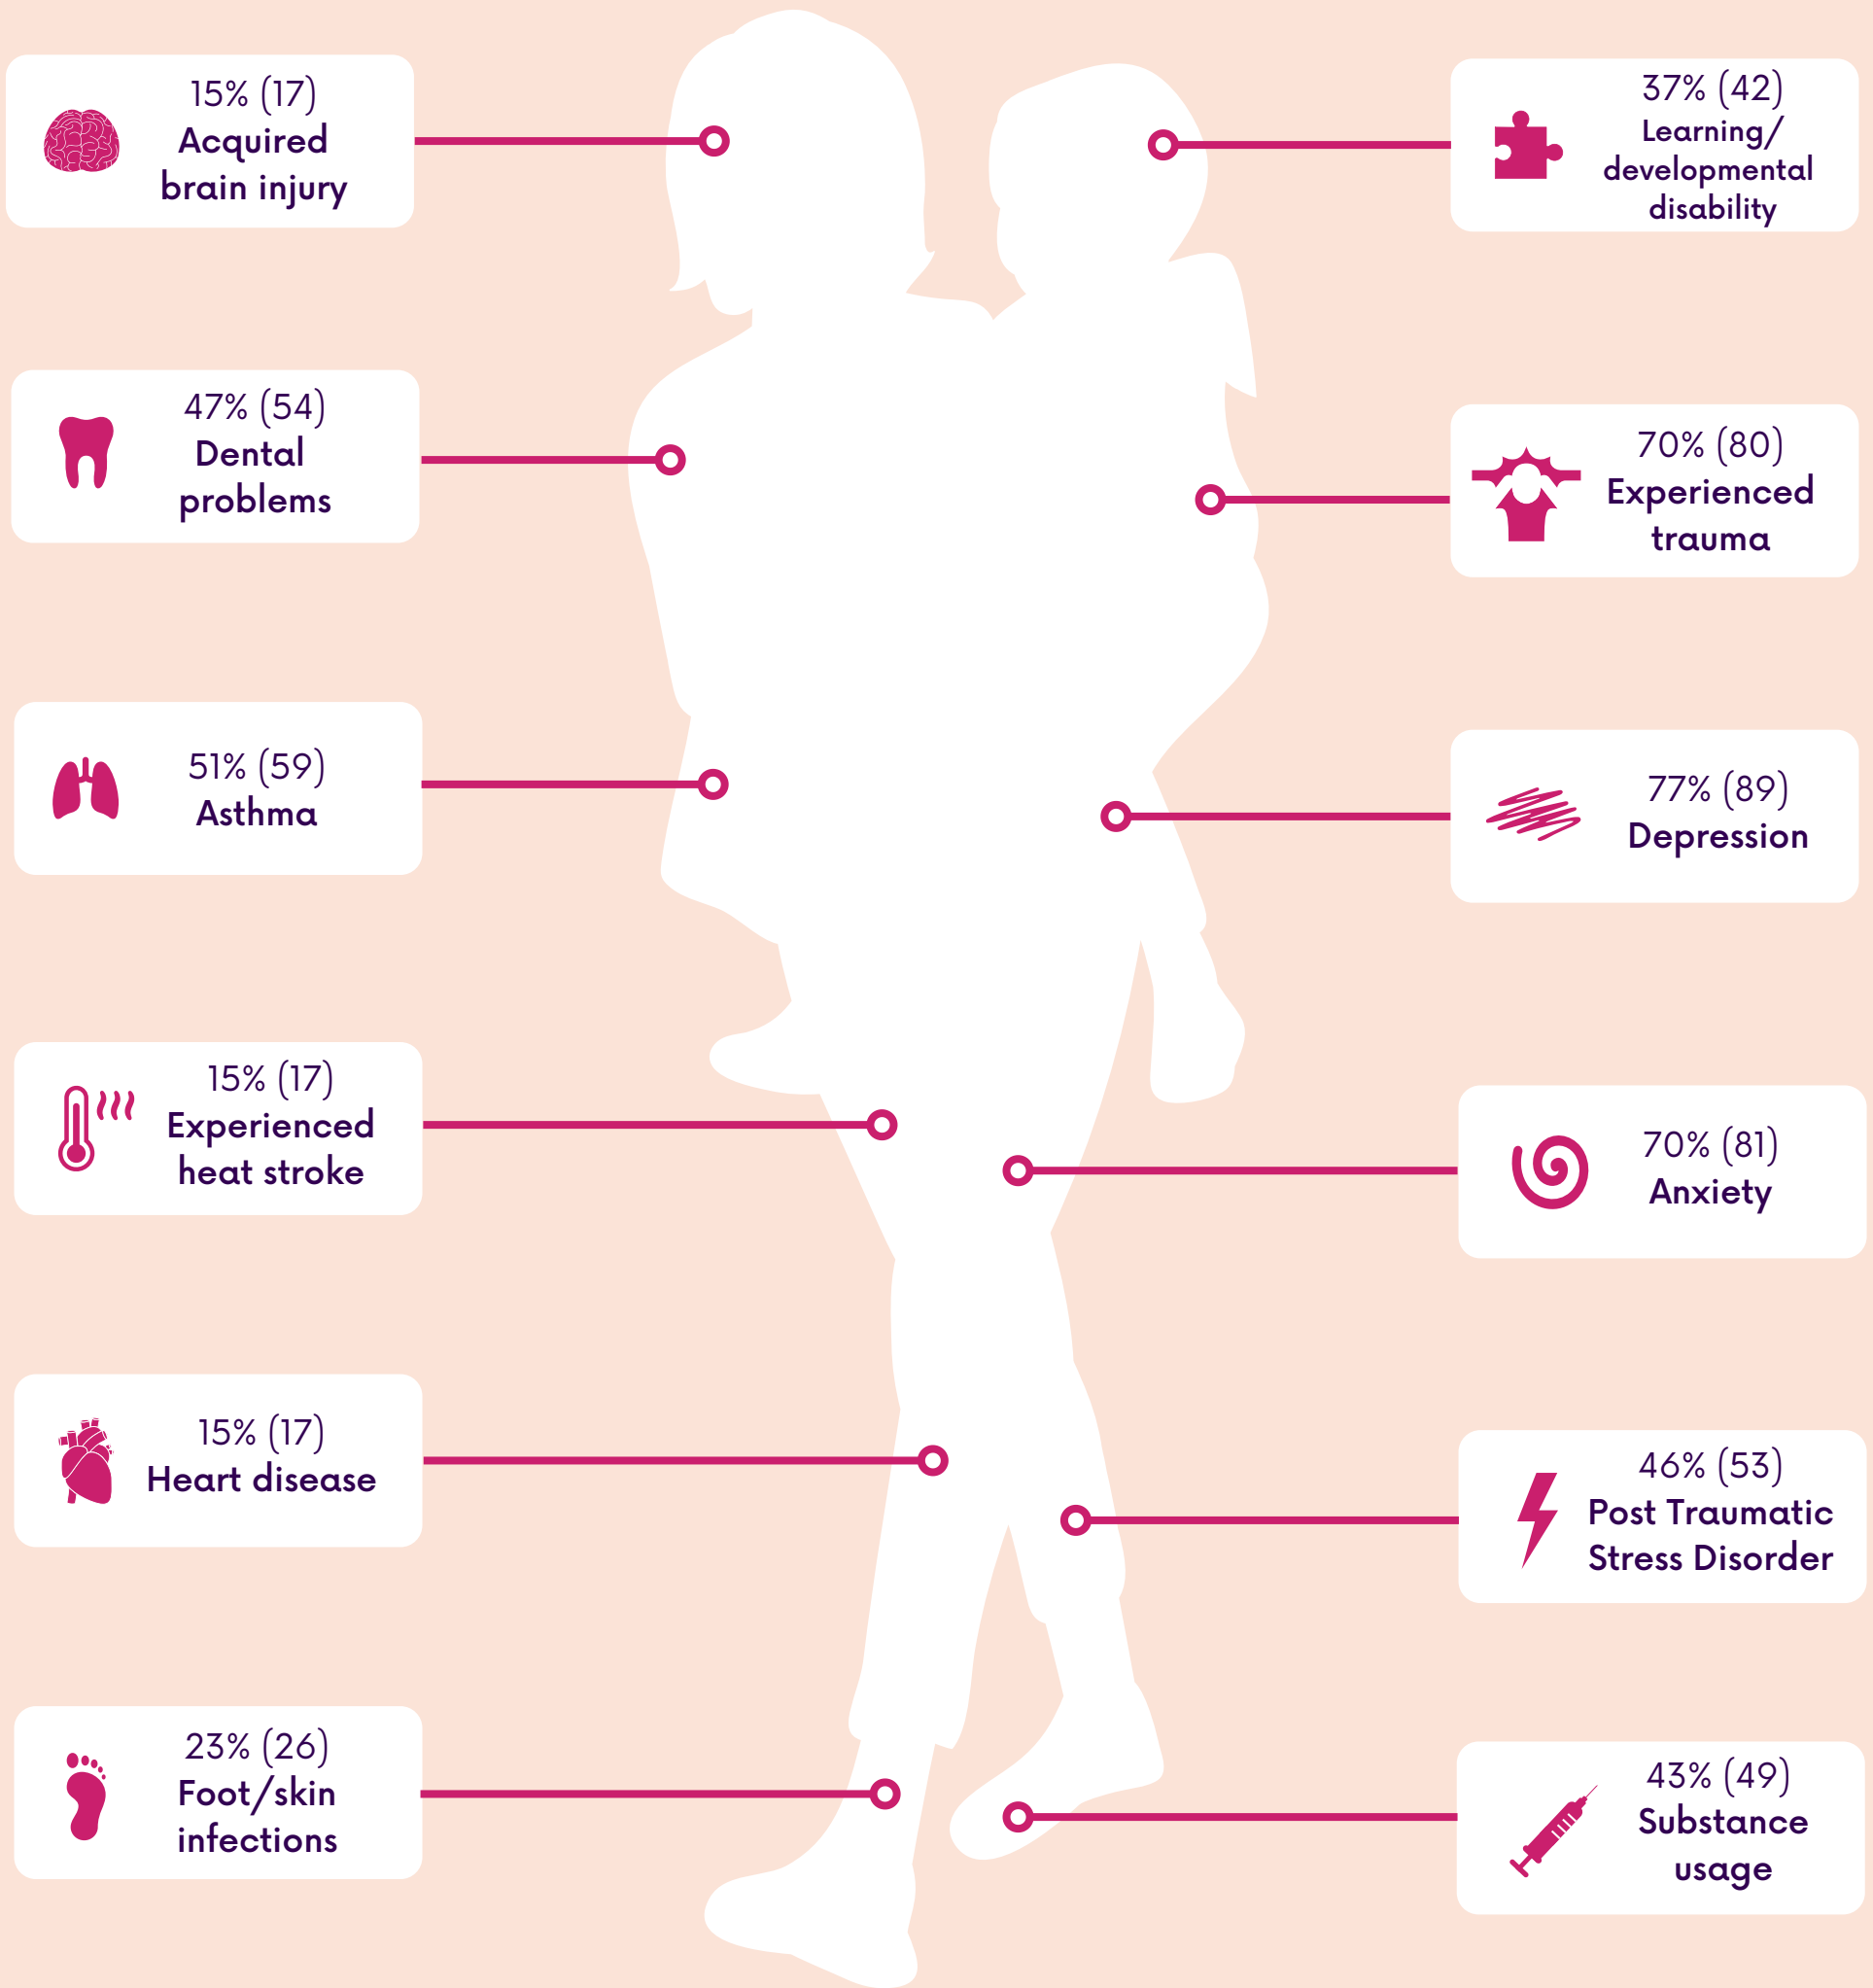 15% (17)
Acquired
brain injury
47% (54)
Dental
problems
51% (59)
Asthma
15% (17)
Experienced
heat stroke
15% (17)
Heart disease
23% (26)
Foot/skin
infections
37% (42)
Learning/
developmental
disability
70% (80)
Experienced
trauma
77% (89)
Depression
70% (81)
Anxiety
46% (53)
Post Traumatic
Stress Disorder
43% (49)
Substance
usage